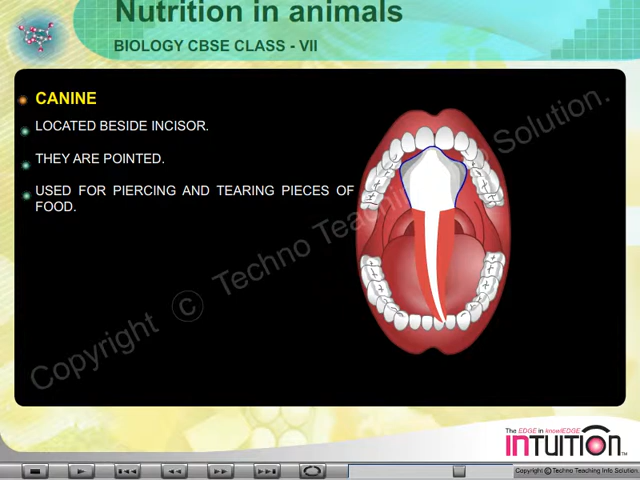 Nutrition in animals
BIOLOGY CBSE CLASS - VII
CANINE
LOCATED BESIDE INCISOR.
THEY ARE POINTED.
USED FOR PIERCING AND TEARING PIECES OF
FOOD.
Copyright © Techno Teaching Info Solution.
The EDGE in knowlEDGE
INTUITION TM
Copyright © Techno Teaching Info Solution